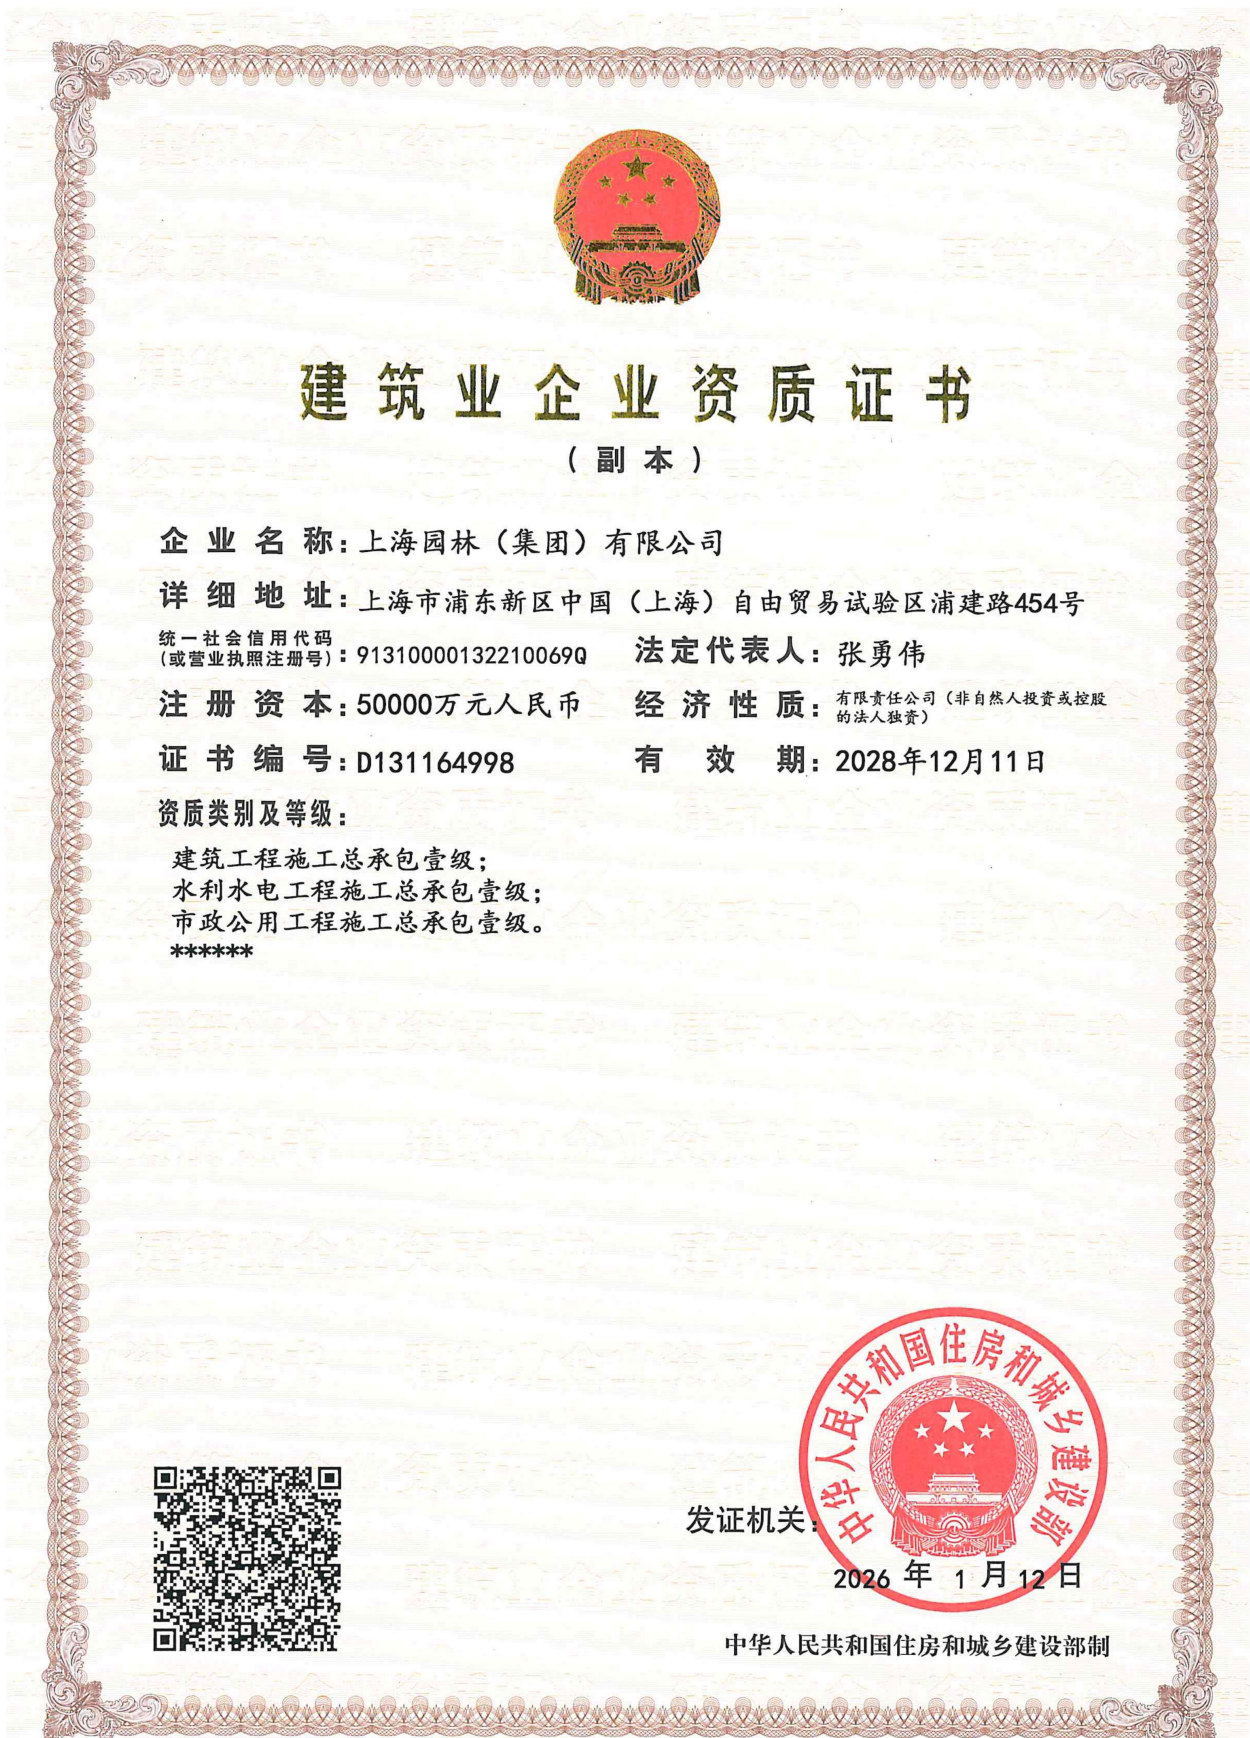 建筑业企业资质证书
（副本）
企业名称：上海园林（集团）有限公司
详细地址：上海市浦东新区中国（上海）自由贸易试验区浦建路454号
统一社会信用代码
(或营业执照注册号)：91310000132210069Q 法定代表人：张勇伟
注册资本：50000万元人民币 经济性质：有限责任公司（非自然人投资或控股
的法人独资）
证书编号：D131164998 有效期：2028年12月11日
资质类别及等级：
建筑工程施工总承包壹级；
水利水电工程施工总承包壹级；
市政公用工程施工总承包壹级。
******
中华人民共和国住房和城乡建设部
发证机关：
2026年1月12日
中华人民共和国住房和城乡建设部制